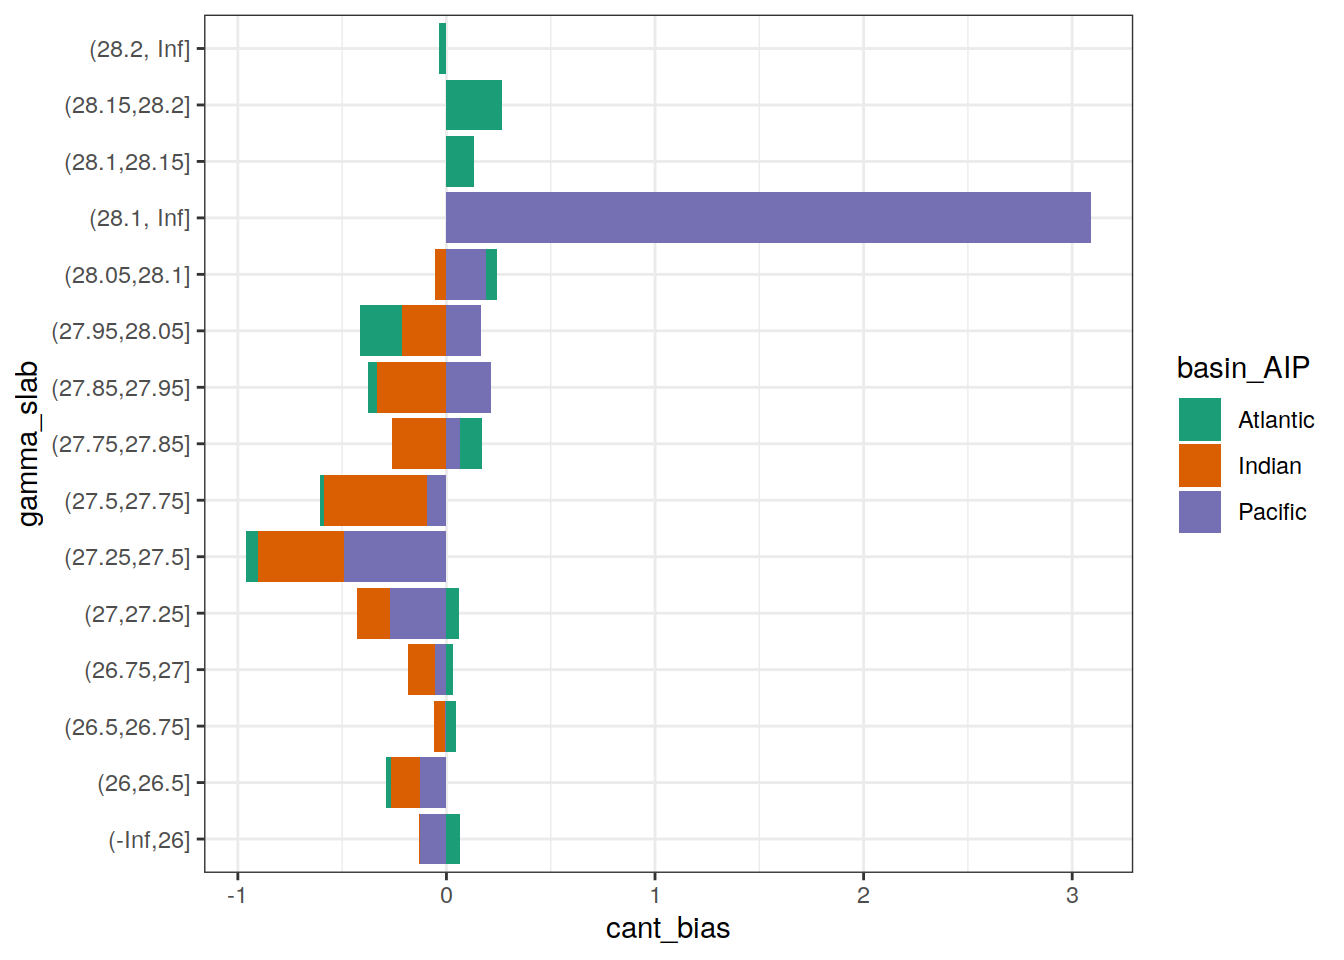 (28.2, Inf]
(28.15,28.2]
(28.1,28.15]
(28.1, Inf]
(28.05,28.1]
(27.95,28.05]
(27.85,27.95]
(27.75,27.85]
(27.5,27.75]
(27.25,27.5]
(27,27.25]
(26.75,27]
(26.5,26.75]
(26,26.5]
(-Inf,26]
gamma_slab
-1
0
1
2
3
cant_bias
basin_AIP
Atlantic
Indian
Pacific